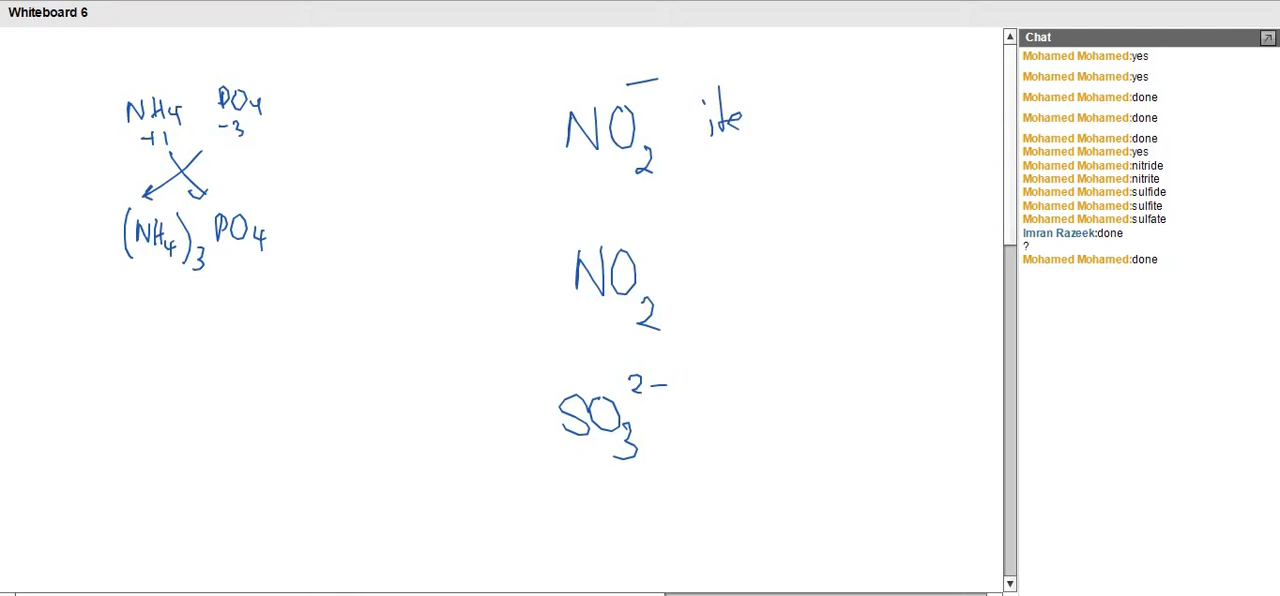 Whiteboard 6
NH4 PO4
+1 -3
(NH4)3 PO4
NO2⁻ ite
NO2
SO3 2-
Chat
Mohamed Mohamed:yes
Mohamed Mohamed:yes
Mohamed Mohamed:done
Mohamed Mohamed:done
Mohamed Mohamed:done
Mohamed Mohamed:yes
Mohamed Mohamed:nitride
Mohamed Mohamed:nitrite
Mohamed Mohamed:sulfide
Mohamed Mohamed:sulfite
Mohamed Mohamed:sulfate
Imran Razeek:done
?
Mohamed Mohamed:done